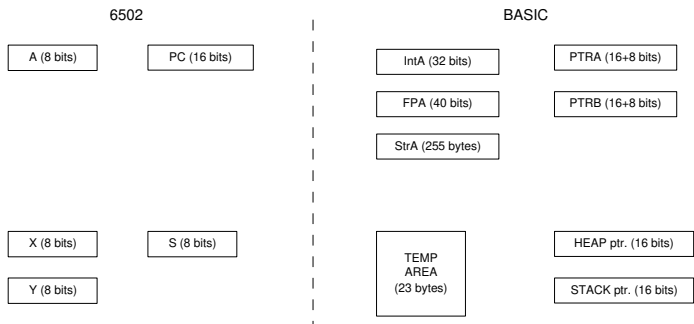 6502
A (8 bits)
PC (16 bits)
X (8 bits)
S (8 bits)
Y (8 bits)
BASIC
IntA (32 bits)
PTRA (16+8 bits)
FPA (40 bits)
PTRB (16+8 bits)
StrA (255 bytes)
TEMP
AREA
(23 bytes)
HEAP ptr. (16 bits)
STACK ptr. (16 bits)